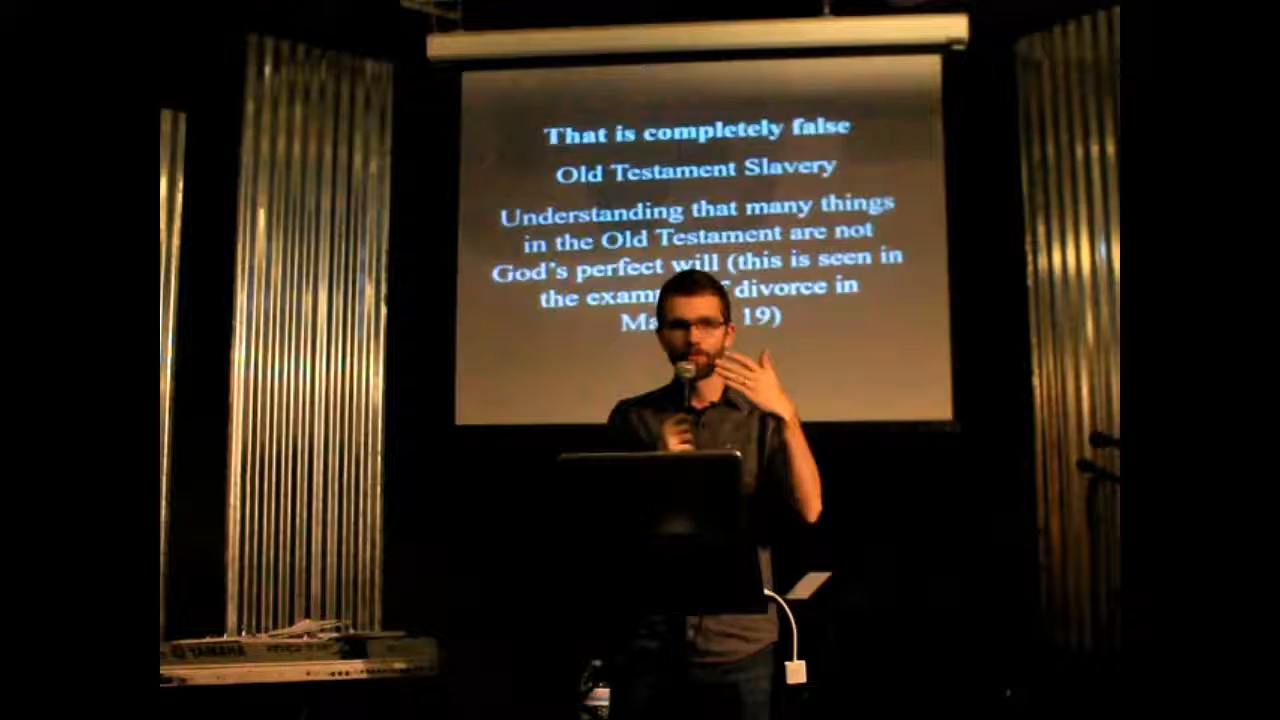 That is completely false
Old Testament Slavery
Understanding that many things
in the Old Testament are not
God's perfect will (this is seen in
the divorce in
19)
YAMAHA